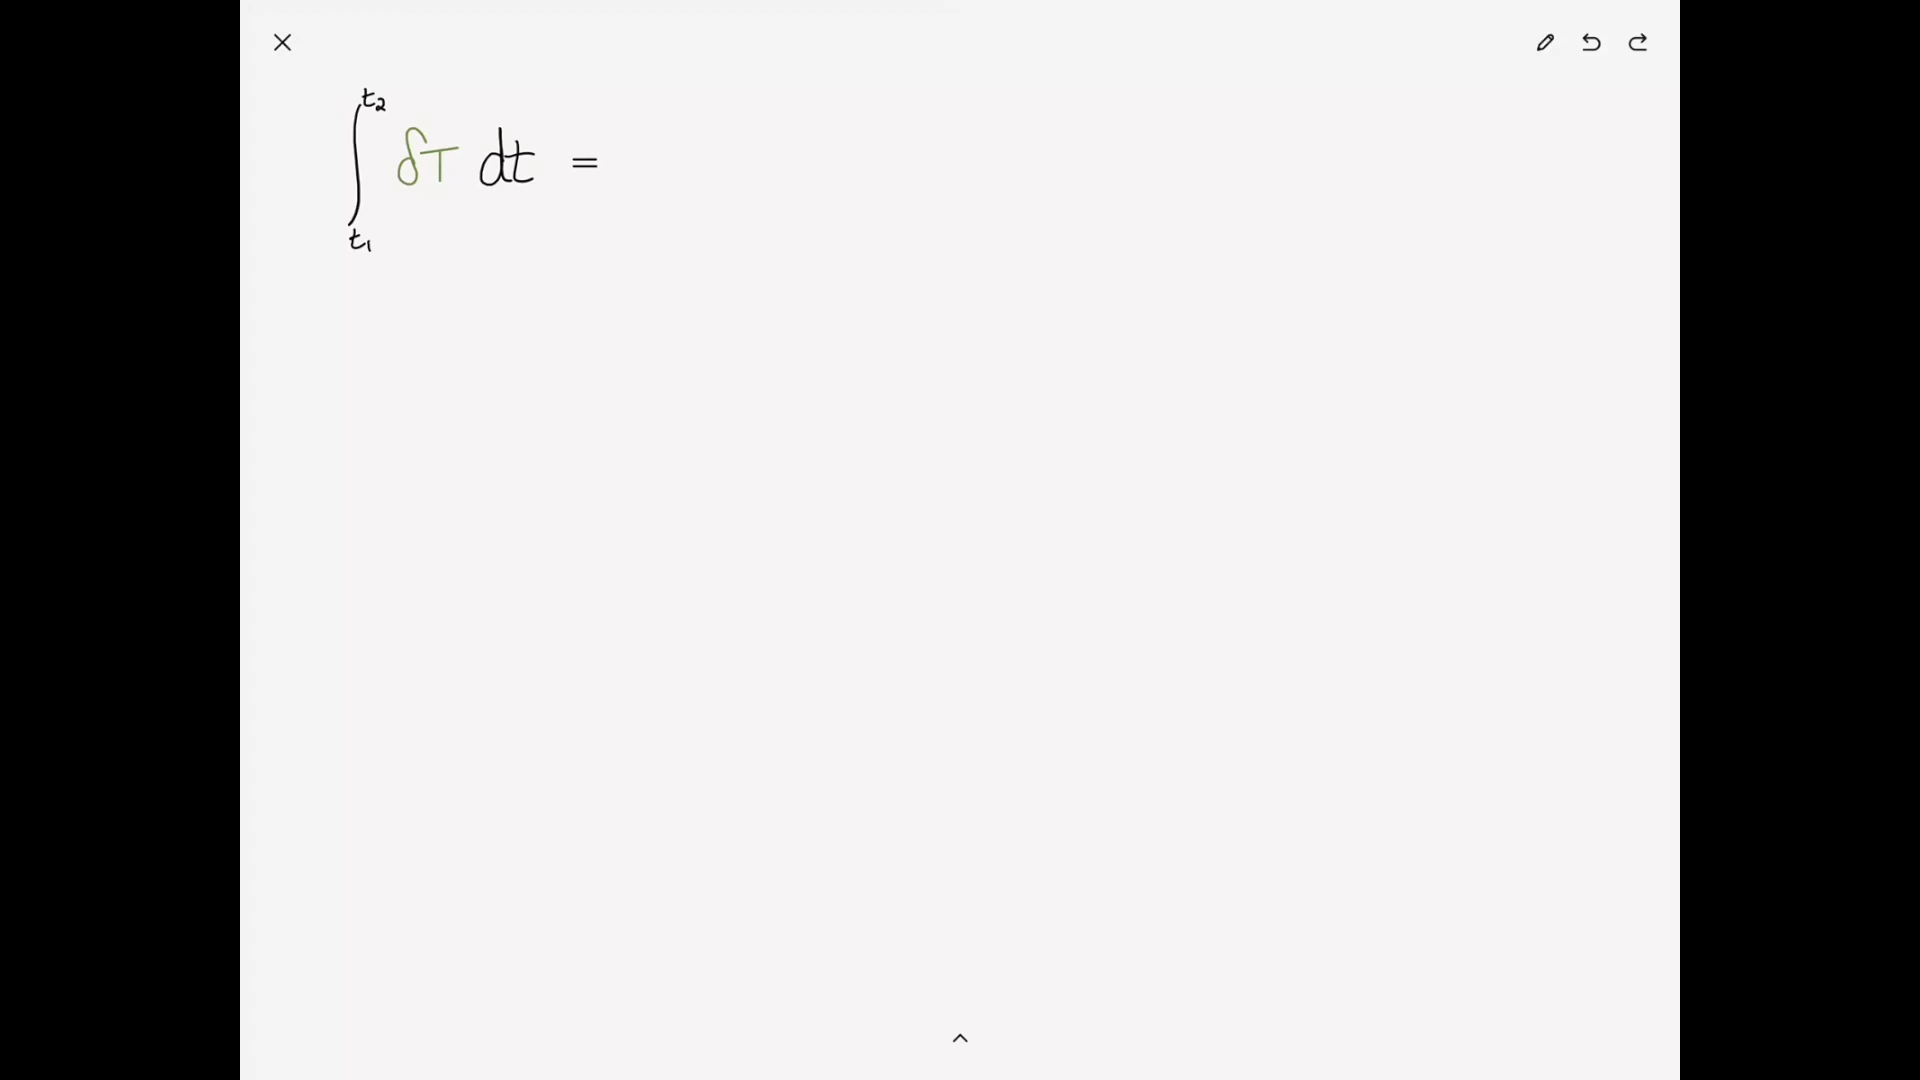 ∫_{t₁}^{t₂} δT dt =